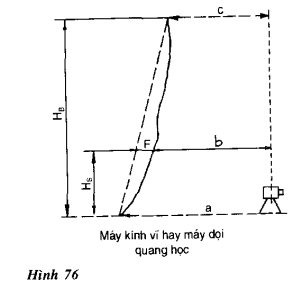 c
H_B
F
b
H_S
a
Máy kinh vĩ hay máy dọi
quang học
Hình 76